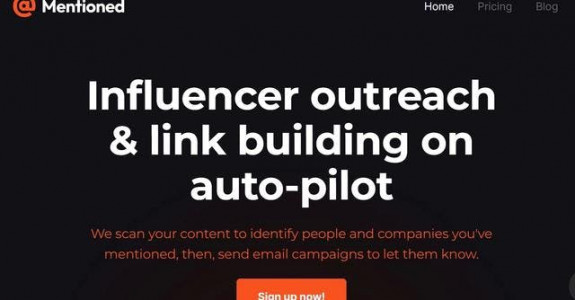 @ Mentioned
Home Pricing Blog
Influencer outreach
& link building on
auto-pilot
We scan your content to identify people and companies you've
mentioned, then, send email campaigns to let them know.
Sign up now!